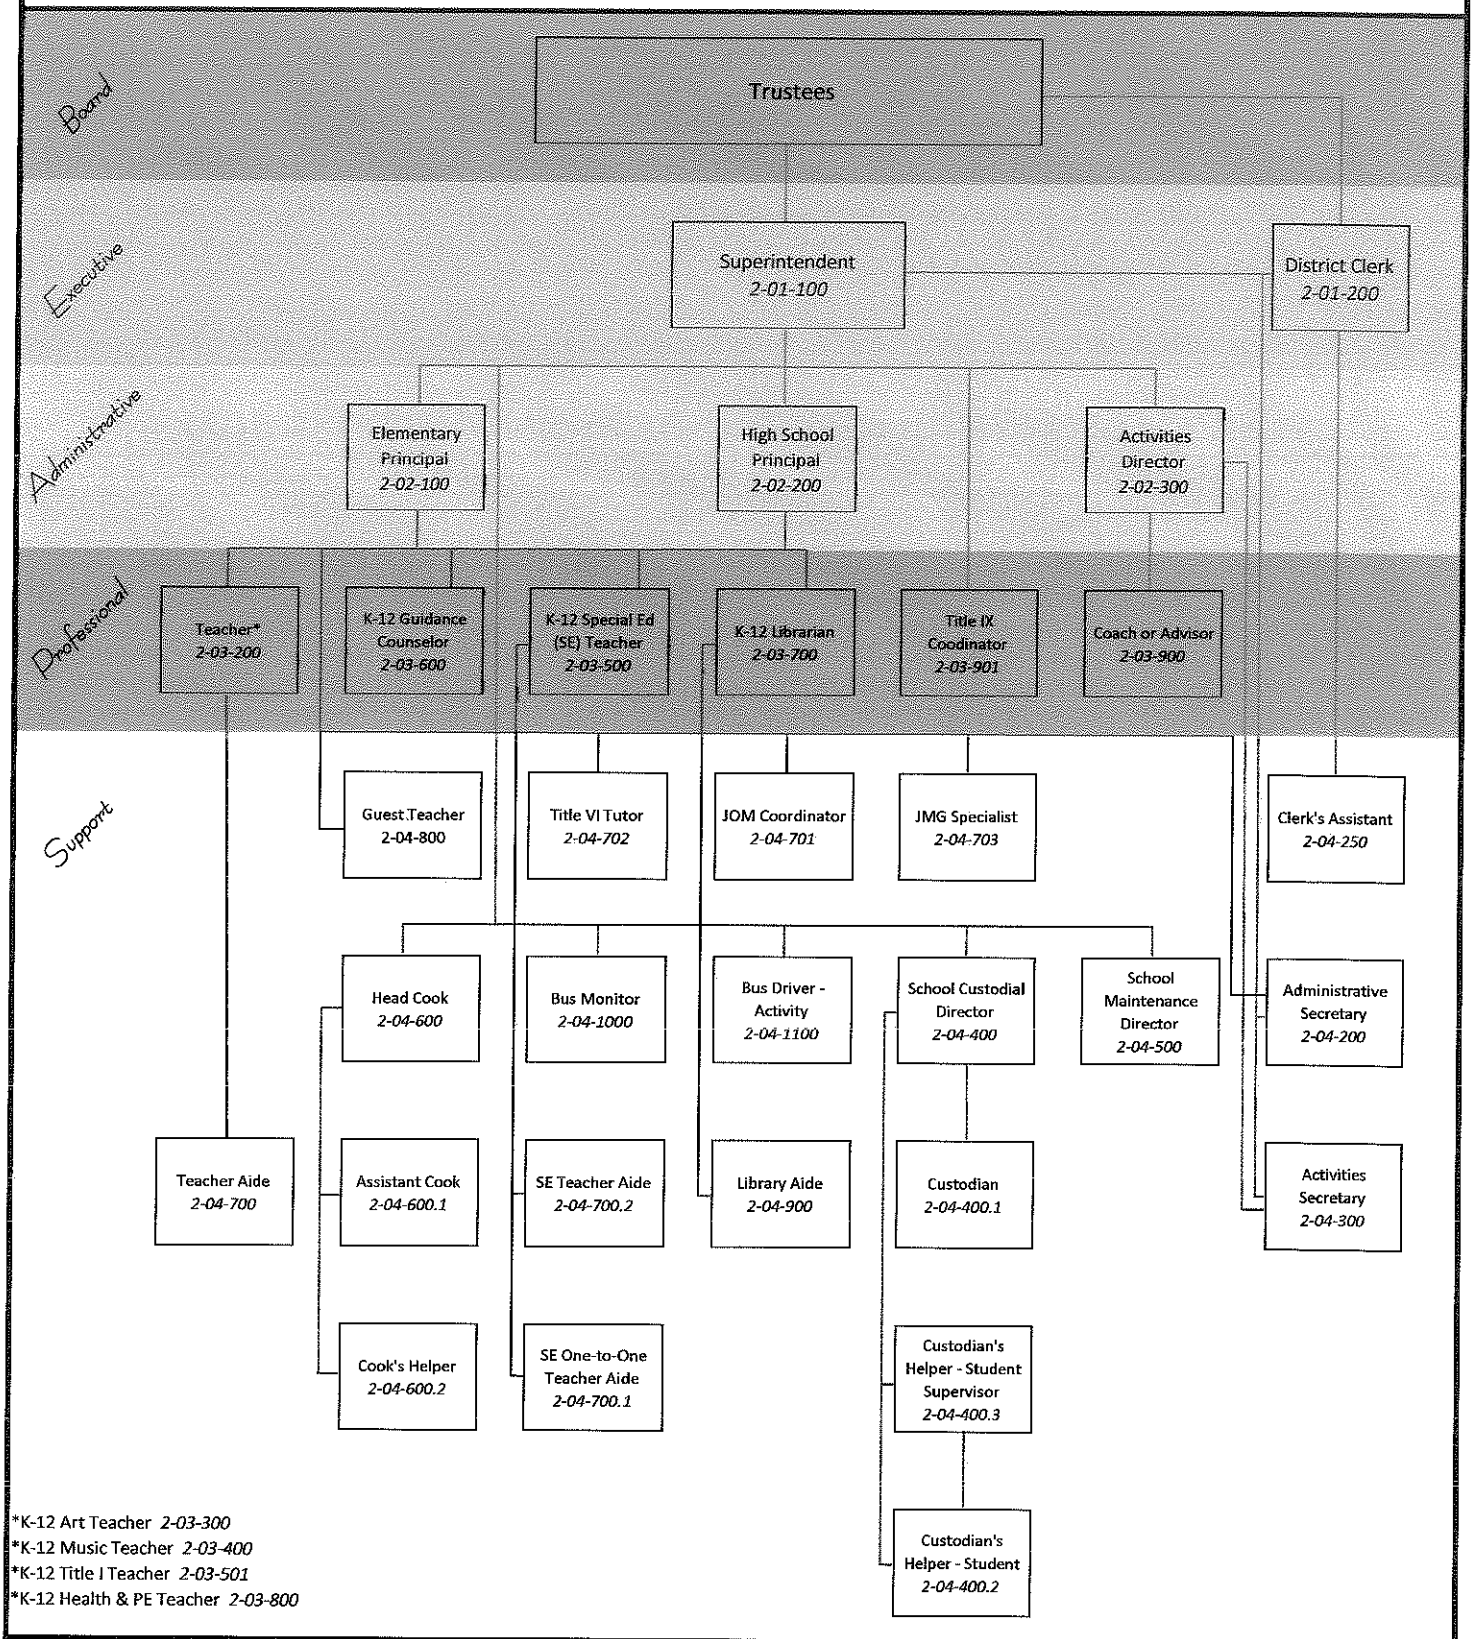 Board
Trustees
Executive
Superintendent
2-01-100
District Clerk
2-01-200
Administrative
Elementary
Principal
2-02-100
High School
Principal
2-02-200
Activities
Director
2-02-300
Professional
Teacher*
2-03-200
K-12 Guidance
Counselor
2-03-600
K-12 Special Ed
(SE) Teacher
2-03-500
K-12 Librarian
2-03-700
Title IX
Coodinator
2-03-901
Coach or Advisor
2-03-900
Support
Guest Teacher
2-04-800
Title VI Tutor
2-04-702
JOM Coordinator
2-04-701
JMG Specialist
2-04-703
Clerk's Assistant
2-04-250
Head Cook
2-04-600
Bus Monitor
2-04-1000
Bus Driver -
Activity
2-04-1100
School Custodial
Director
2-04-400
School
Maintenance
Director
2-04-500
Administrative
Secretary
2-04-200
Teacher Aide
2-04-700
Assistant Cook
2-04-600.1
SE Teacher Aide
2-04-700.2
Library Aide
2-04-900
Custodian
2-04-400.1
Activities
Secretary
2-04-300
Cook's Helper
2-04-600.2
SE One-to-One
Teacher Aide
2-04-700.1
Custodian's
Helper - Student
Supervisor
2-04-400.3
Custodian's
Helper - Student
2-04-400.2
*K-12 Art Teacher 2-03-300
*K-12 Music Teacher 2-03-400
*K-12 Title I Teacher 2-03-501
*K-12 Health & PE Teacher 2-03-800